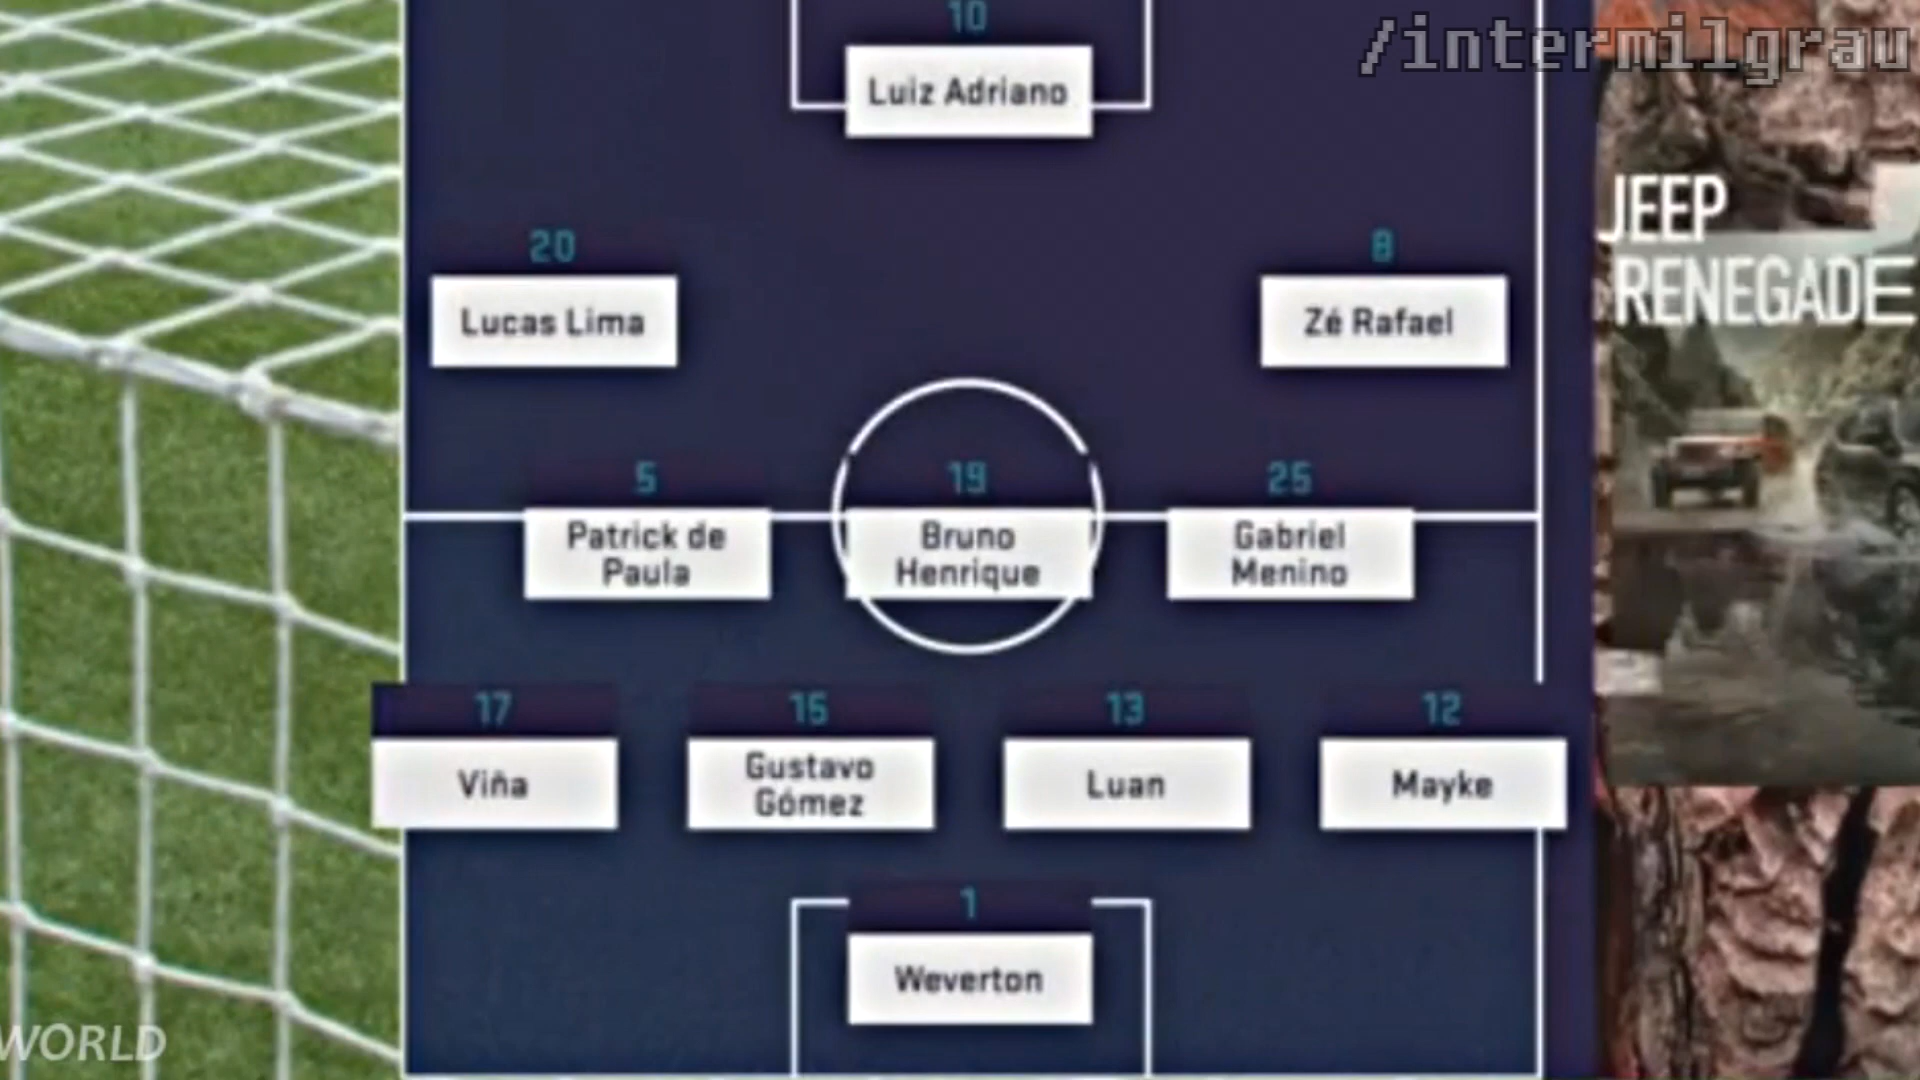 /intermilgrau
10
Luiz Adriano
JEEP
RENEGADE
20
Lucas Lima
8
Zé Rafael
5
Patrick de
Paula
19
Bruno
Henrique
25
Gabriel
Menino
17
Viña
15
Gustavo
Gómez
13
Luan
12
Mayke
1
Weverton
WORLD